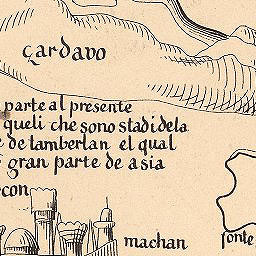 çardavo
parte al presente
queli che sono stadi dela
e de tamberlan el qual
gran parte de asia
con
machan
fonte